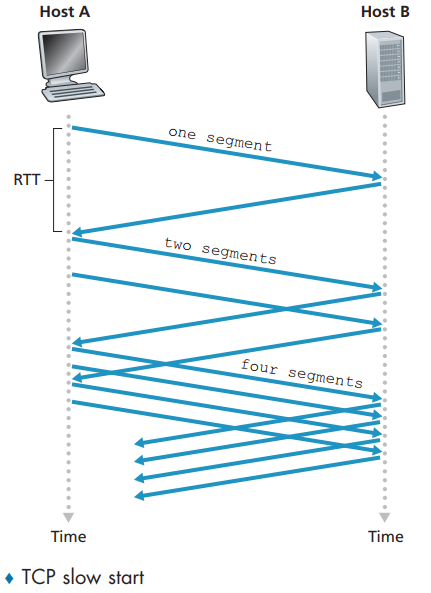 Host A
Host B
one segment
RTT
two segments
four segments
Time
Time
TCP slow start